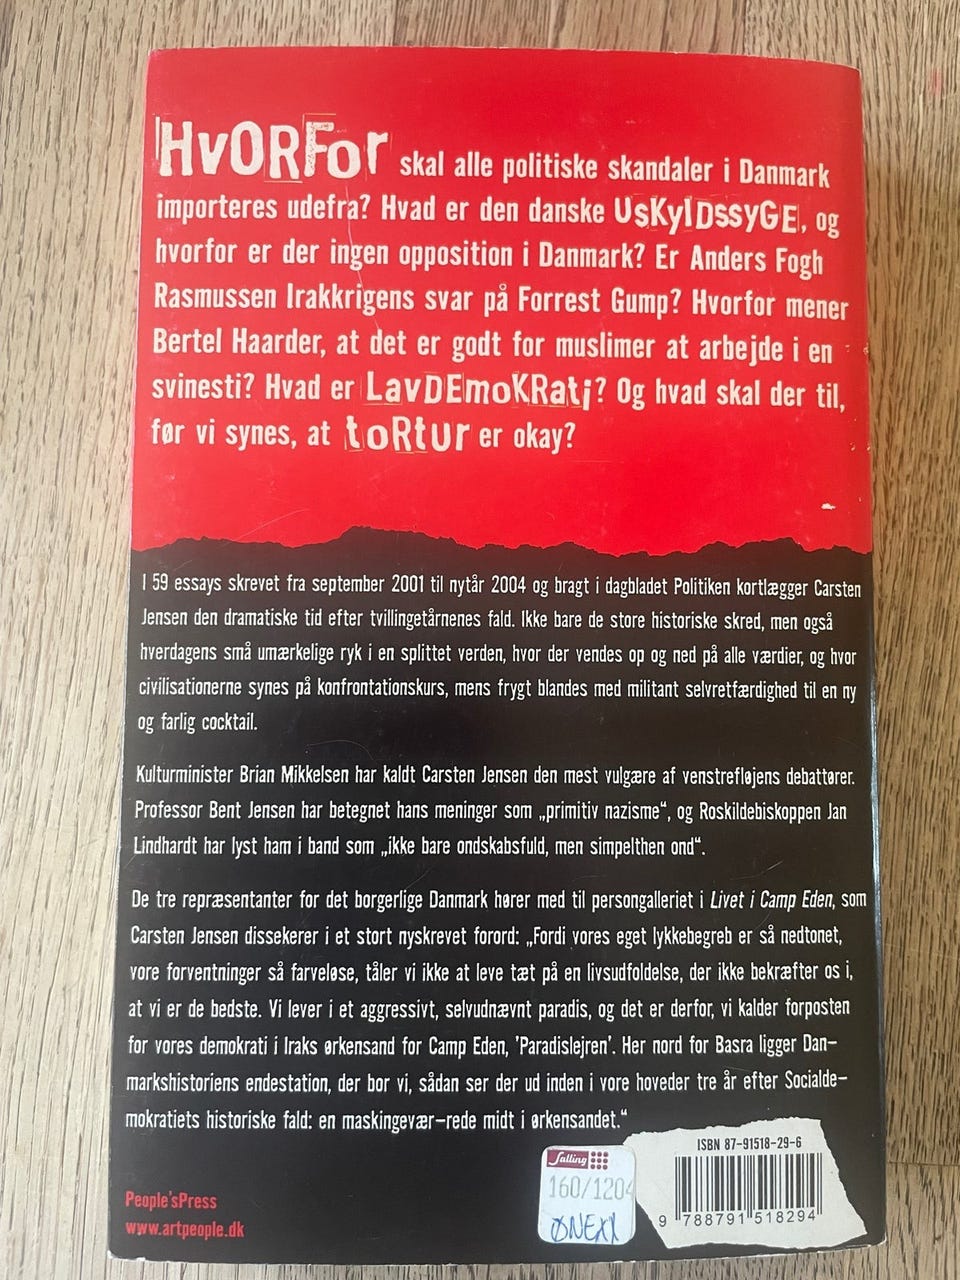 HVORFOR skal alle politiske skandaler i Danmark
importeres udefra? Hvad er den danske USKYLDSSYGE, og
hvorfor er der ingen opposition i Danmark? Er Anders Fogh
Rasmussen Irakkrigens svar på Forrest Gump? Hvorfor mener
Bertel Haarder, at det er godt for muslimer at arbejde i en
svinesti? Hvad er LAVDEMOKRATI? Og hvad skal der til,
før vi synes, at TORTUR er okay?
I 59 essays skrevet fra september 2001 til nytår 2004 og bragt i dagbladet Politiken kortlægger Carsten
Jensen den dramatiske tid efter tvillingetårnenes fald. Ikke bare de store historiske skred, men også
hverdagens små umærkelige ryk i en splittet verden, hvor der vendes op og ned på alle værdier, og hvor
civilisationerne synes på konfrontationskurs, mens frygt blandes med militant selvretfærdighed til en ny
og farlig cocktail.
Kulturminister Brian Mikkelsen har kaldt Carsten Jensen den mest vulgære af venstrefløjens debattører.
Professor Bent Jensen har betegnet hans meninger som „primitiv nazisme“, og Roskildebiskoppen Jan
Lindhardt har lyst ham i band som „ikke bare ondskabsfuld, men simpelthen ond“.
De tre repræsentanter for det borgerlige Danmark hører med til persongalleriet i Livet i Camp Eden, som
Carsten Jensen dissekerer i et stort nyskrevet forord: „Fordi vores eget lykkebegreb er så nedtonet,
vore forventninger så farveløse, tåler vi ikke at leve tæt på en livsudfoldelse, der ikke bekræfter os i,
at vi er de bedste. Vi lever i et aggressivt, selvudnævnt paradis, og det er derfor, vi kalder forposten
for vores demokrati i Iraks ørkensand for Camp Eden, 'Paradislejren'. Her nord for Basra ligger Dan-
markshistoriens endestation, der bor vi, sådan ser der ud inden i vore hoveder tre år efter Socialde-
mokratiets historiske fald: en maskingevær-rede midt i ørkensandet.“
ISBN 87-91518-29-6
Salling
160/1204
ØNEXX
9 788791 518294
People'sPress
www.artpeople.dk